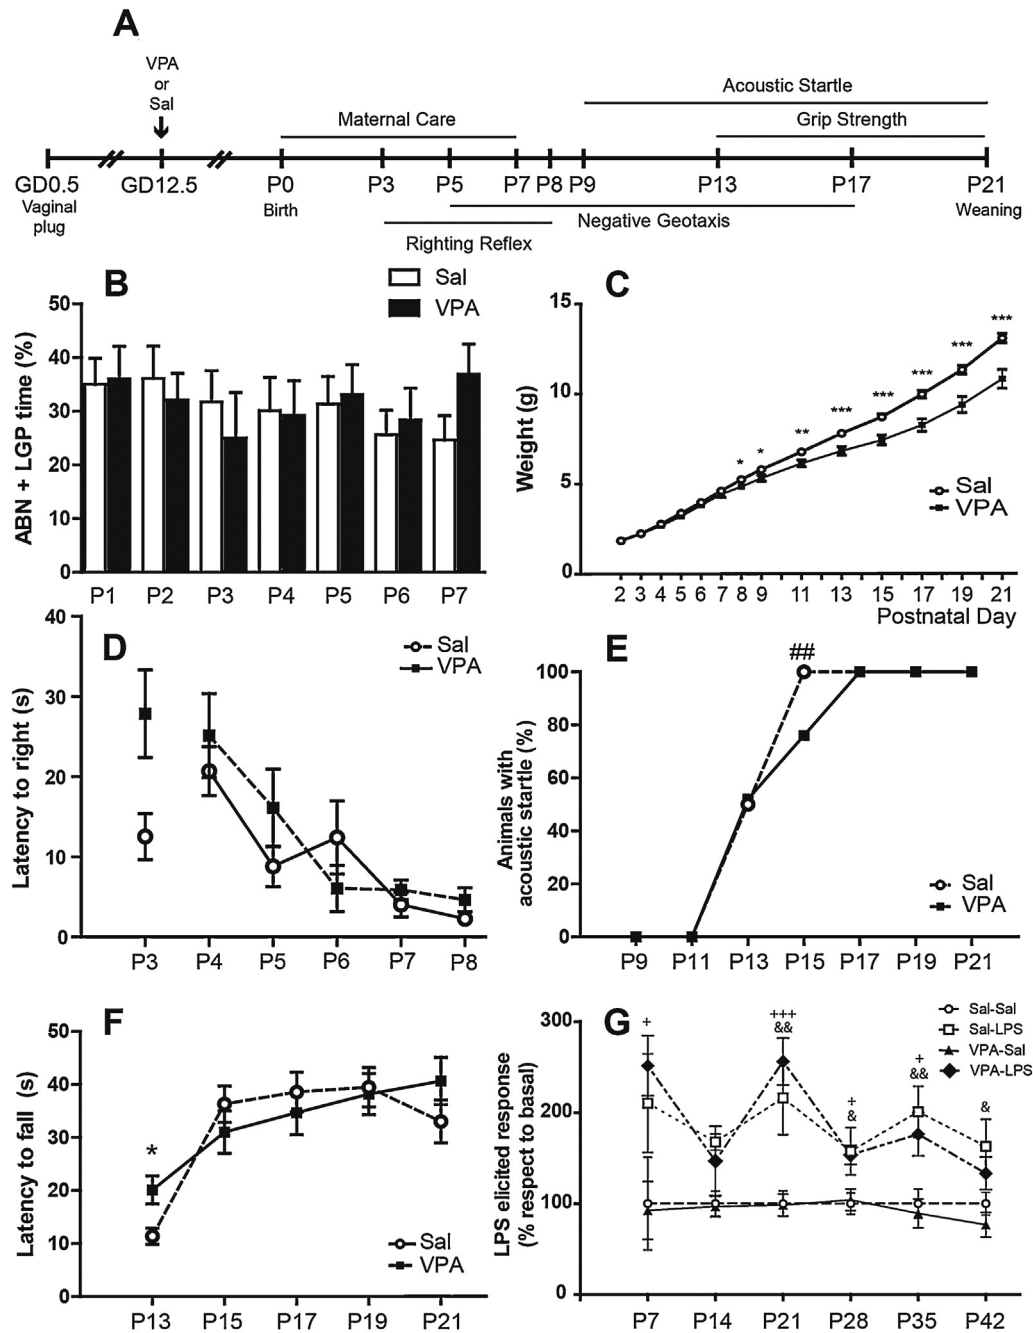 A
VPA
or
Sal
Acoustic Startle
Maternal Care
Grip Strength
GD0.5
GD12.5
P0
P3
P5
P7
P8
P9
P13
P17
P21
Vaginal
plug
Birth
Weaning
Negative Geotaxis
Righting Reflex
B
Sal
VPA
50
40
30
20
10
0
ABN + LGP time (%)
P1 P2 P3 P4 P5 P6 P7
C
15
10
5
0
Weight (g)
* * ** *** *** *** *** ***
Sal
VPA
2 3 4 5 6 7 8 9 11 13 15 17 19 21
Postnatal Day
D
Sal
VPA
40
30
20
10
0
Latency to right (s)
P3 P4 P5 P6 P7 P8
E
##
100
80
60
40
20
0
Animals with
acoustic startle (%)
Sal
VPA
P9 P11 P13 P15 P17 P19 P21
F
50
40
30
20
10
0
Latency to fall (s)
*
Sal
VPA
P13 P15 P17 P19 P21
G
Sal-Sal
Sal-LPS
VPA-Sal
VPA-LPS
300
200
100
0
LPS elicited response
(% respect to basal)
+
+++
&&
+
&
+
&&
&
P7 P14 P21 P28 P35 P42